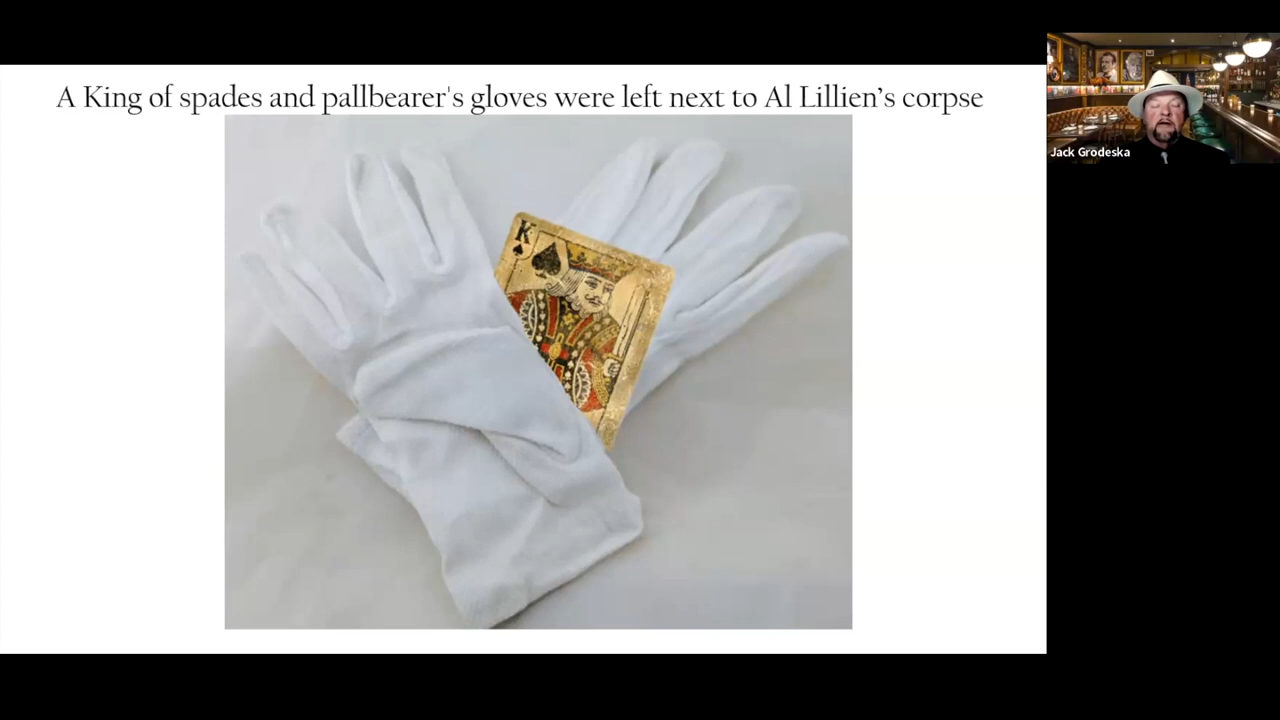 A King of spades and pallbearer's gloves were left next to Al Lillien’s corpse
K
Jack Grodeska